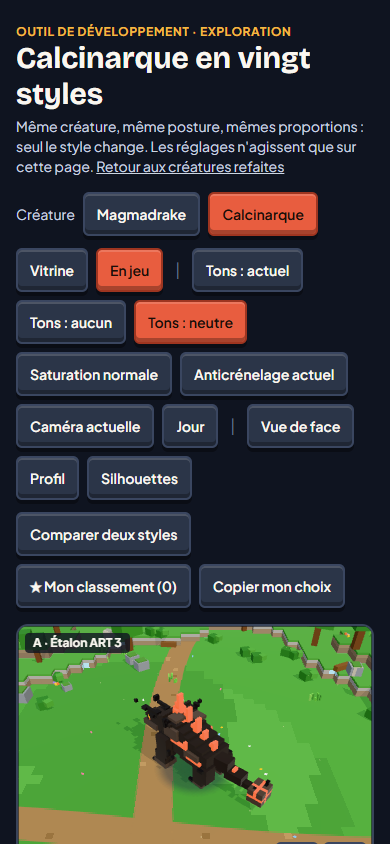 OUTIL DE DÉVELOPPEMENT · EXPLORATION
Calcinarque en vingt
styles
Même créature, même posture, mêmes proportions :
seul le style change. Les réglages n'agissent que sur
cette page. Retour aux créatures refaites
Créature Magmadrake Calcinarque
Vitrine En jeu | Tons : actuel
Tons : aucun Tons : neutre
Saturation normale Anticrénelage actuel
Caméra actuelle Jour | Vue de face
Profil Silhouettes
Comparer deux styles
★ Mon classement (0) Copier mon choix
A · Étalon ART 3